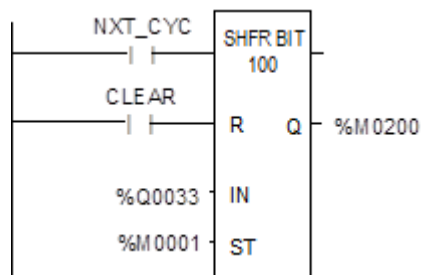 NXT_CYC
SHFR BIT
100
CLEAR
R Q %M0200
%Q0033 IN
%M0001 ST